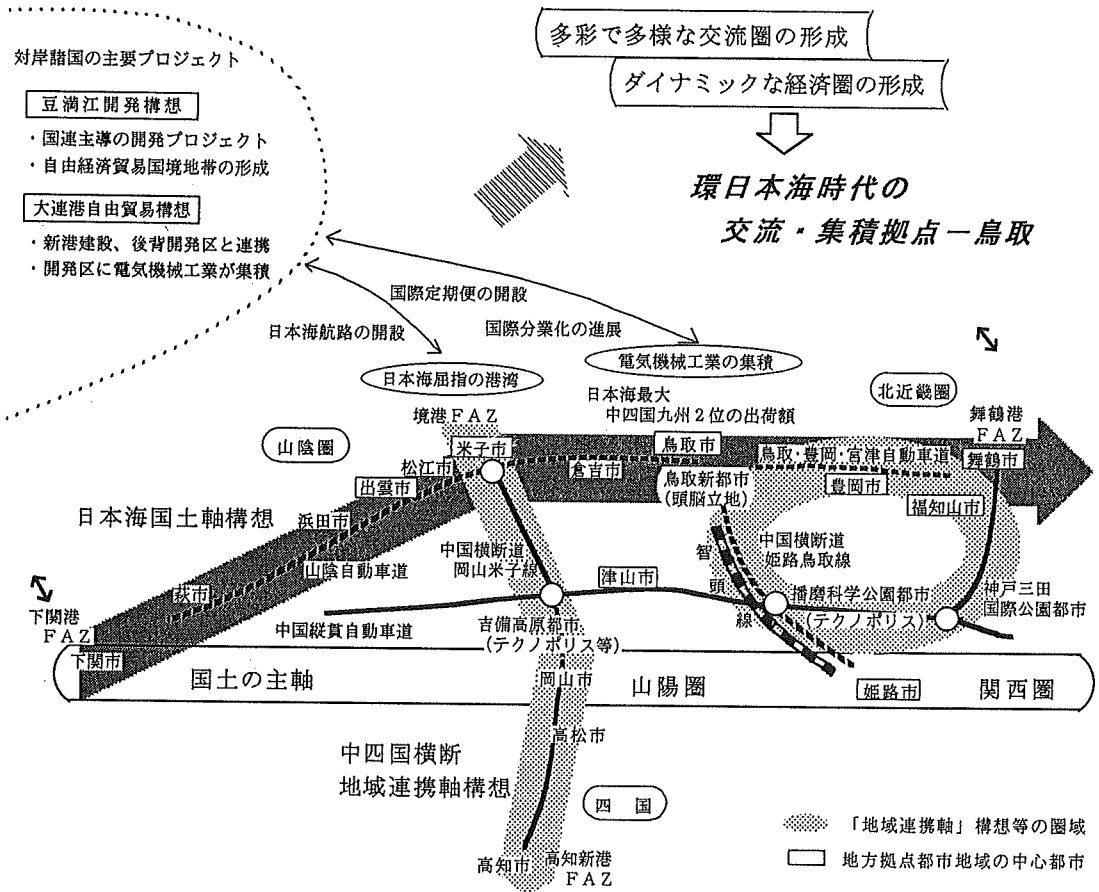 対岸諸国の主要プロジェクト
豆満江開発構想
・国連主導の開発プロジェクト
・自由経済貿易国境地帯の形成
大連港自由貿易構想
・新港建設、後背開発区と連携
・開発区に電気機械工業が集積
多彩で多様な交流圏の形成
ダイナミックな経済圏の形成
環日本海時代の
交流・集積拠点ー鳥取
国際定期便の開設
日本海航路の開設
国際分業化の進展
日本海屈指の港湾
電気機械工業の集積
日本海最大
中四国九州2位の出荷額
北近畿圏
山陰圏
境港FAZ
舞鶴港
FAZ
米子市
松江市
出雲市
浜田市
萩市
倉吉市
鳥取市
鳥取・豊岡・宮津自動車道
舞鶴市
豊岡市
福知山市
鳥取新都市
(頭脳立地)
日本海国土軸構想
山陰自動車道
中国横断道
岡山米子線
中国横断道
姫路鳥取線
智頭線
津山市
播磨科学公園都市
(テクノポリス)
神戸三田
国際公園都市
下関港
FAZ
下関市
中国縦貫自動車道
吉備高原都市
(テクノポリス等)
国土の主軸
岡山市
山陽圏
姫路市
関西圏
高松市
中四国横断
地域連携軸構想
四国
高知市
高知新港
FAZ
「地域連携軸」構想等の圏域
地方拠点都市地域の中心都市